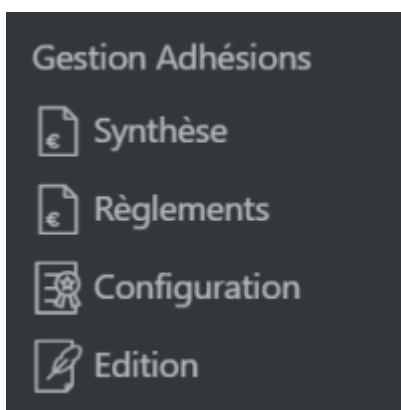 Gestion Adhésions
Synthèse
Règlements
Configuration
Edition